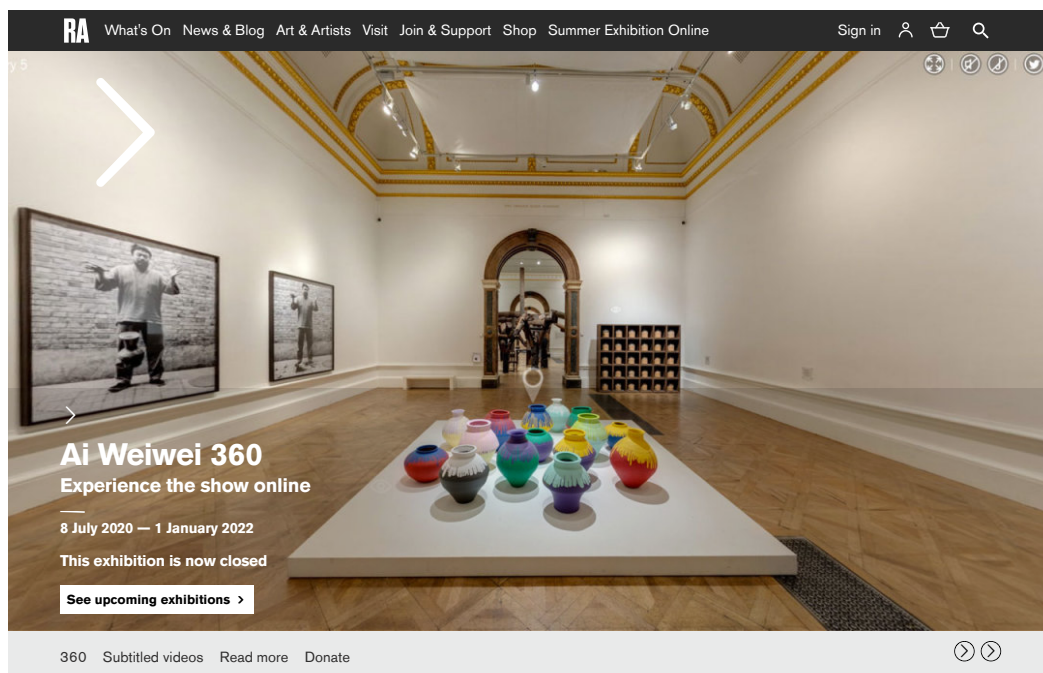 RA What's On News & Blog Art & Artists Visit Join & Support Shop Summer Exhibition Online Sign in
ry 5
Ai Weiwei 360
Experience the show online
8 July 2020 — 1 January 2022
This exhibition is now closed
See upcoming exhibitions
360 Subtitled videos Read more Donate